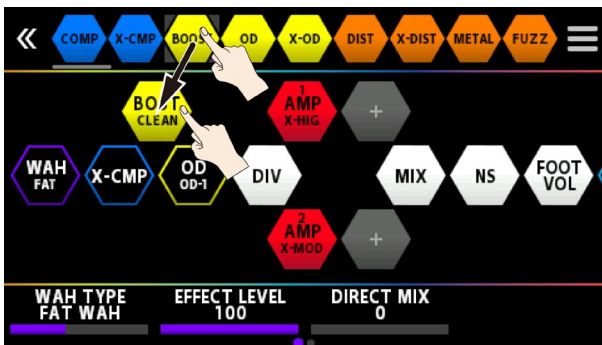 COMP X-CMP BOOST OD X-OD DIST X-DIST METAL FUZZ
1
AMP
X-HIG
+
CLEAN
WAH
FAT
X-CMP
OD
OD-1
DIV
MIX
NS
FOOT
VOL
2
AMP
X-MOD
+
WAH TYPE
FAT WAH
EFFECT LEVEL
100
DIRECT MIX
0